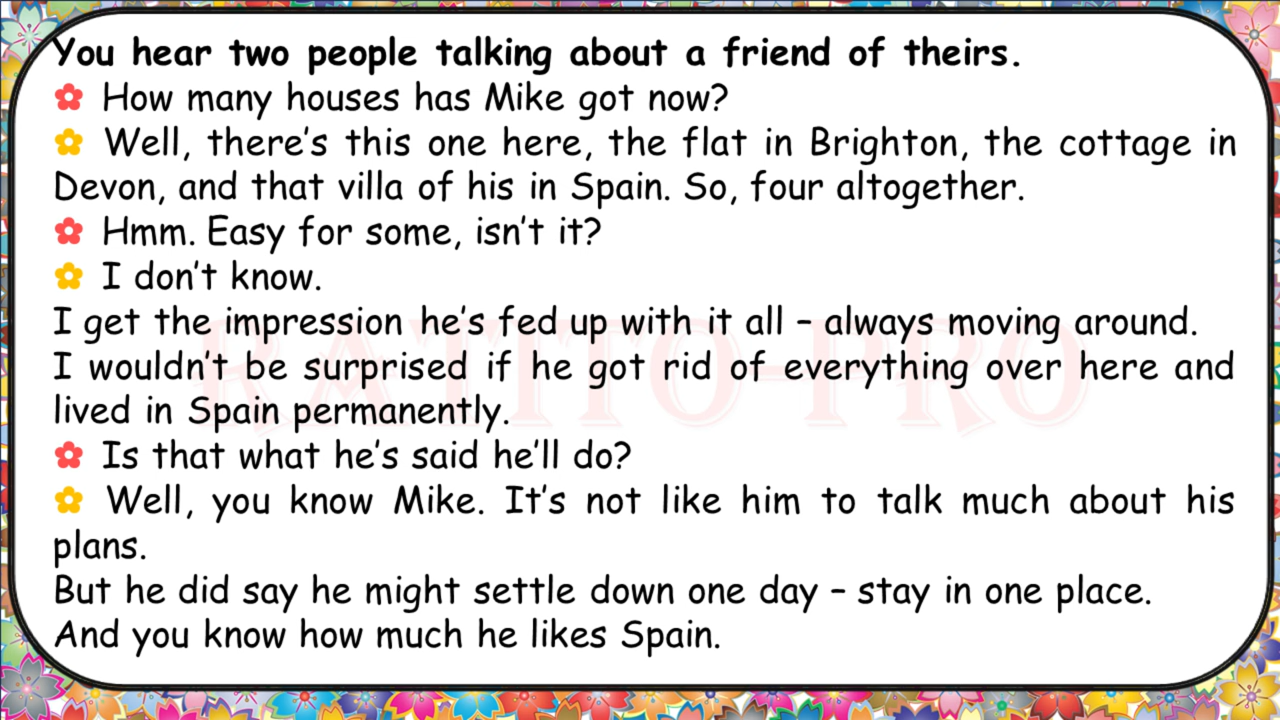 You hear two people talking about a friend of theirs.
How many houses has Mike got now?
Well, there's this one here, the flat in Brighton, the cottage in
Devon, and that villa of his in Spain. So, four altogether.
Hmm. Easy for some, isn't it?
I don't know.
I get the impression he's fed up with it all – always moving around.
I wouldn't be surprised if he got rid of everything over here and
lived in Spain permanently.
Is that what he's said he'll do?
Well, you know Mike. It's not like him to talk much about his
plans.
But he did say he might settle down one day – stay in one place.
And you know how much he likes Spain.